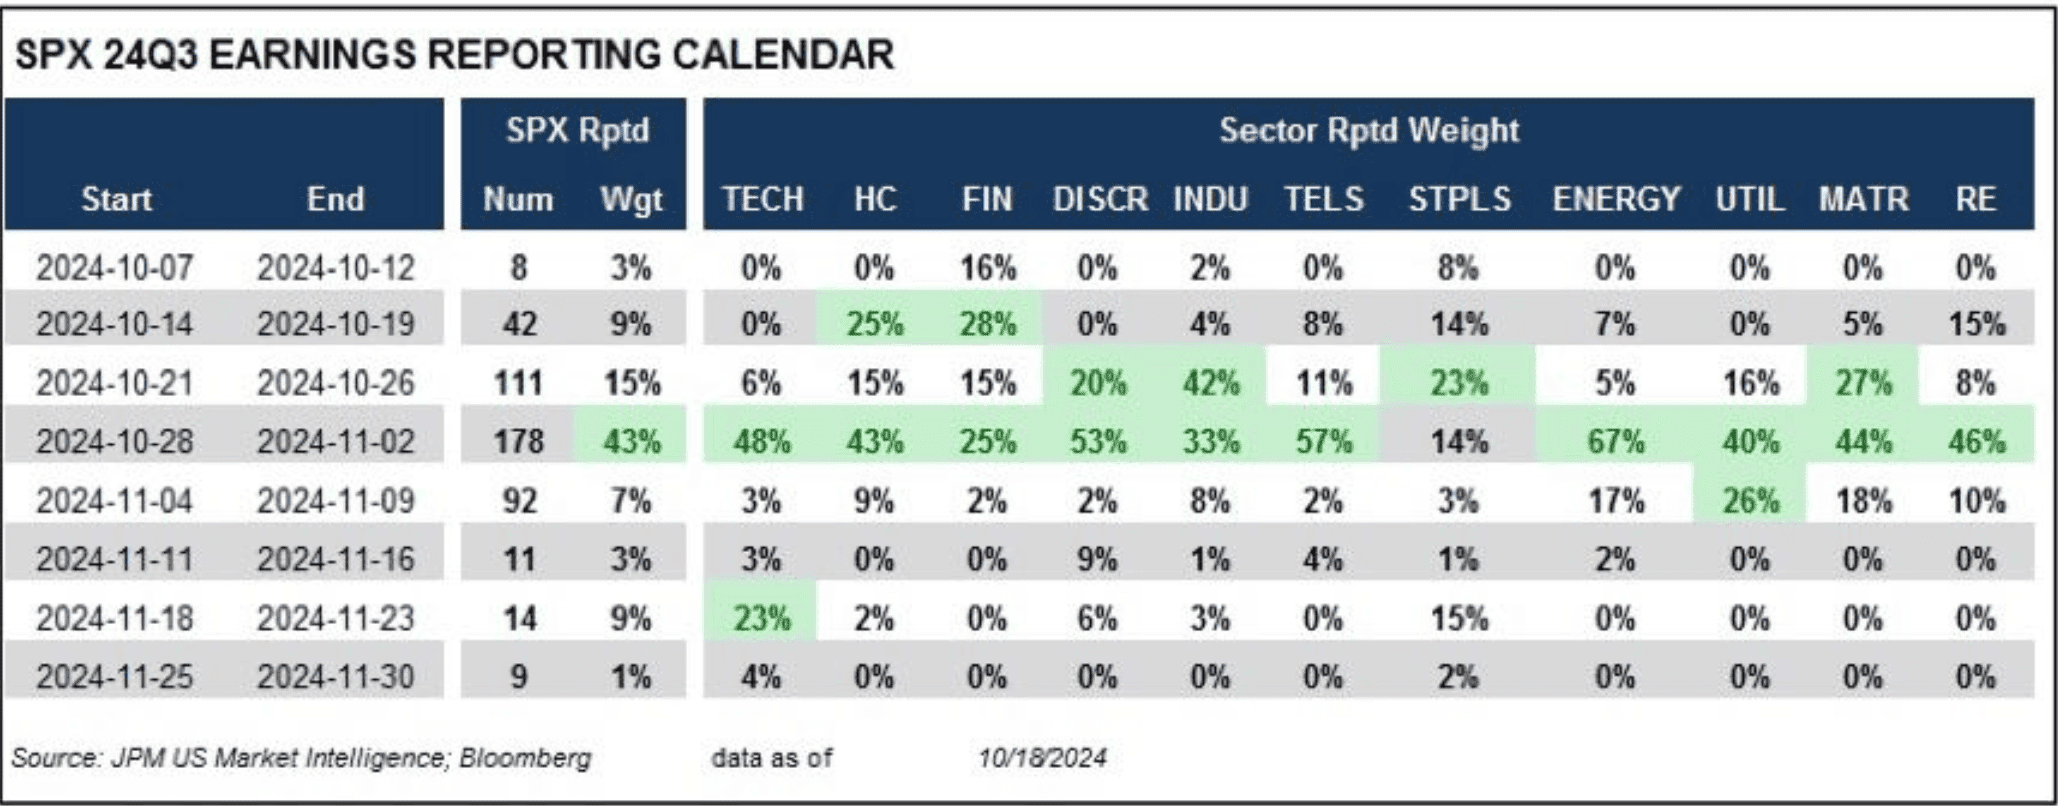 SPX 24Q3 EARNINGS REPORTING CALENDAR
SPX Rptd Sector Rptd Weight
Start End Num Wgt TECH HC FIN DISCR INDU TELS STPLS ENERGY UTIL MATR RE
2024-10-07 2024-10-12 8 3% 0% 0% 16% 0% 2% 0% 8% 0% 0% 0% 0%
2024-10-14 2024-10-19 42 9% 0% 25% 28% 0% 4% 8% 14% 7% 0% 5% 15%
2024-10-21 2024-10-26 111 15% 6% 15% 15% 20% 42% 11% 23% 5% 16% 27% 8%
2024-10-28 2024-11-02 178 43% 48% 43% 25% 53% 33% 57% 14% 67% 40% 44% 46%
2024-11-04 2024-11-09 92 7% 3% 9% 2% 2% 8% 2% 3% 17% 26% 18% 10%
2024-11-11 2024-11-16 11 3% 3% 0% 0% 9% 1% 4% 1% 2% 0% 0% 0%
2024-11-18 2024-11-23 14 9% 23% 2% 0% 6% 3% 0% 15% 0% 0% 0% 0%
2024-11-25 2024-11-30 9 1% 4% 0% 0% 0% 0% 0% 2% 0% 0% 0% 0%
Source: JPM US Market Intelligence; Bloomberg data as of 10/18/2024